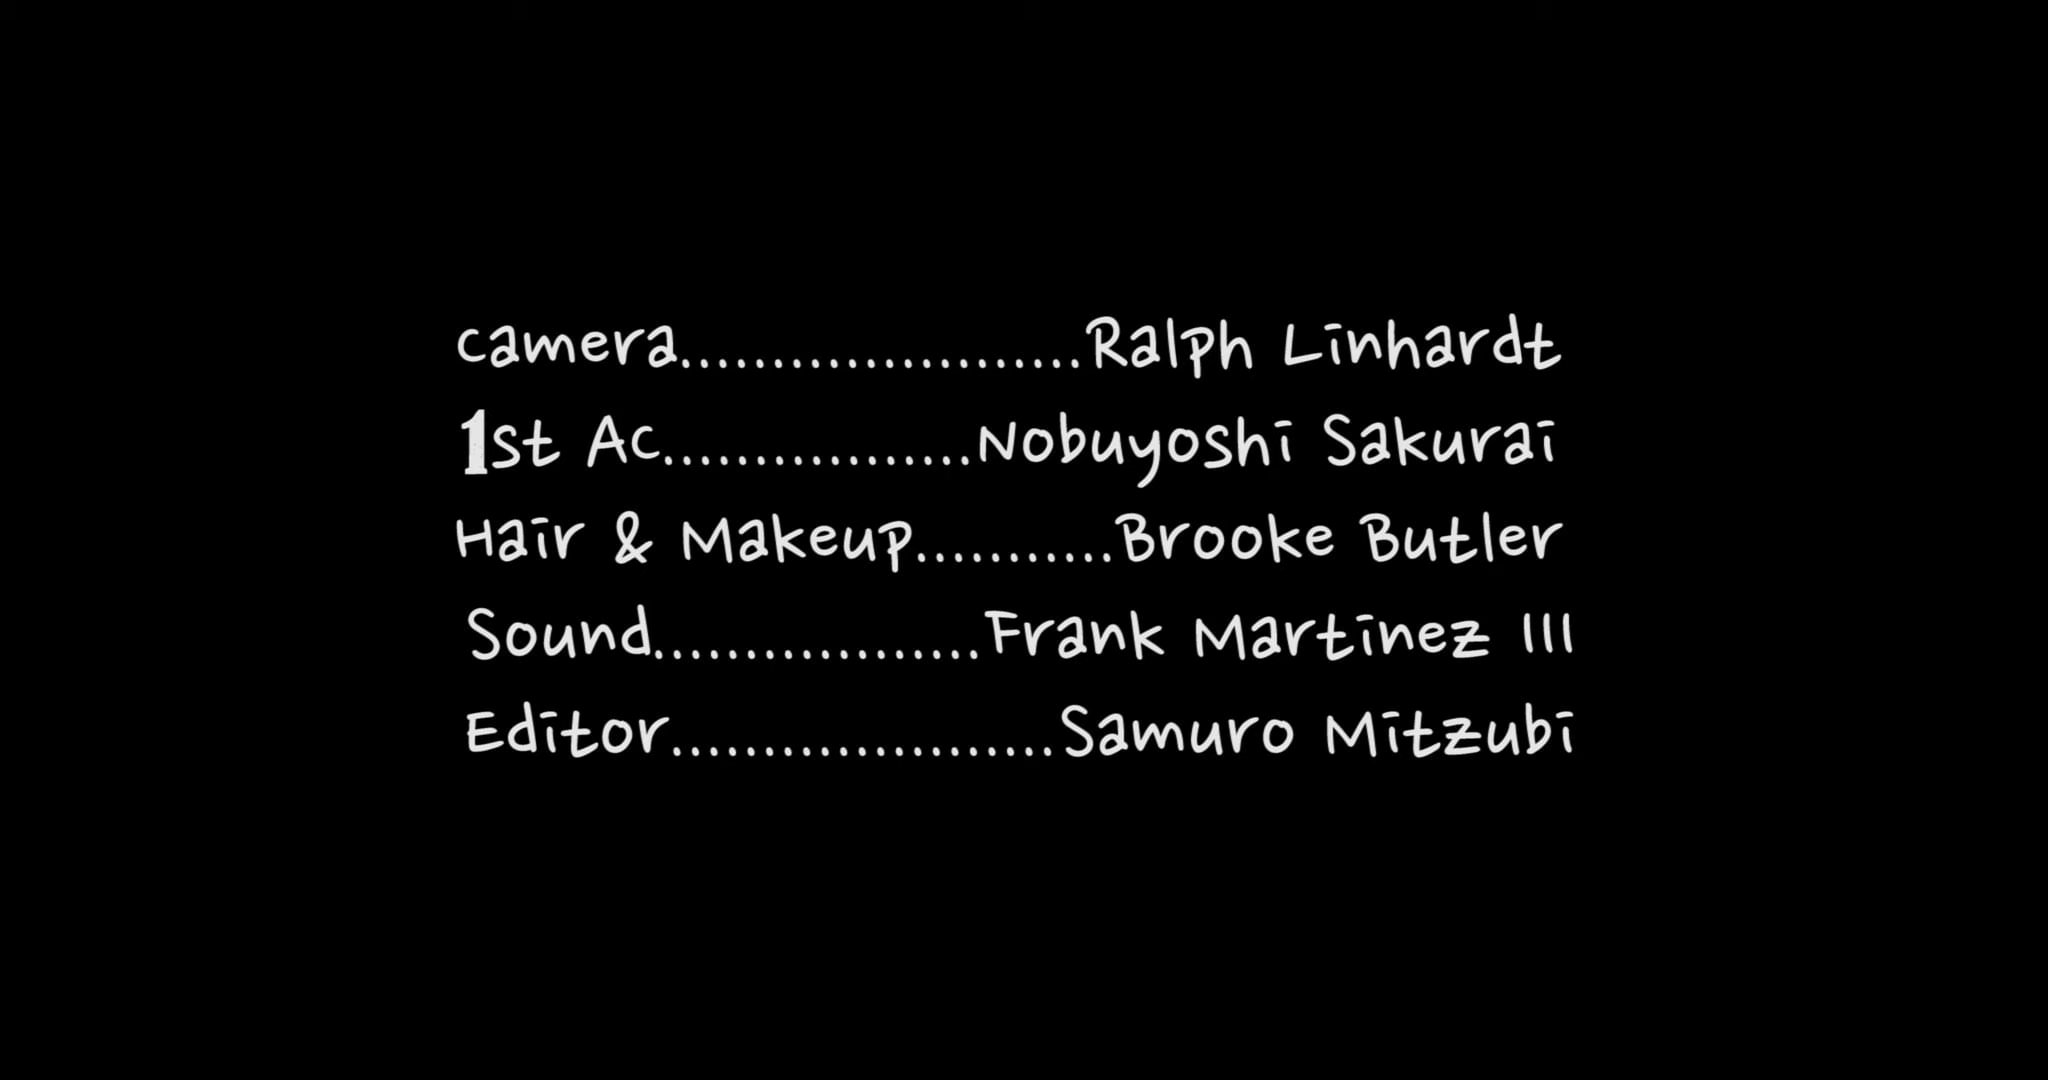 Camera......................Ralph Linhardt
1st AC.................Nobuyoshi Sakurai
Hair & Makeup...........Brooke Butler
Sound..................Frank Martinez III
Editor.....................Samuro Mitzubi